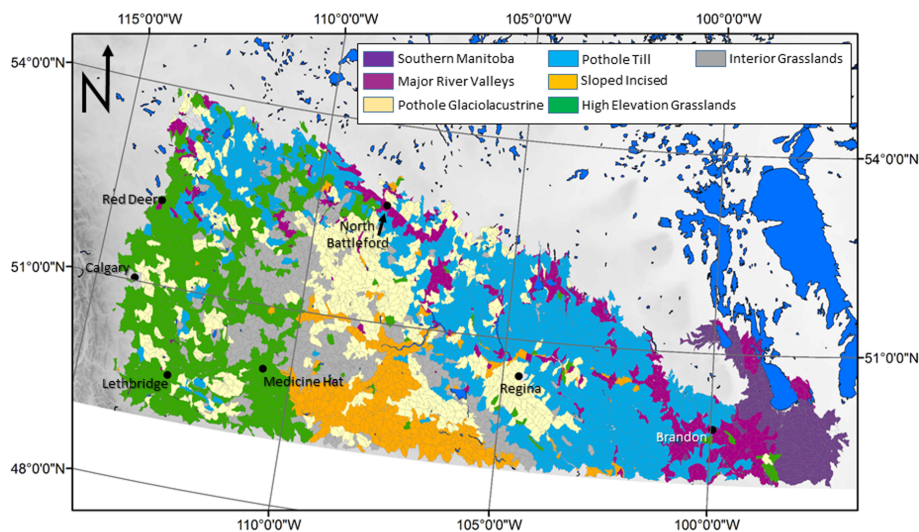 115°0'0"W 110°0'0"W 105°0'0"W 100°0'0"W
54°0'0"N
N
Southern Manitoba Pothole Till Interior Grasslands
Major River Valleys Sloped Incised
Pothole Glaciolacustrine High Elevation Grasslands
54°0'0"N
Red Deer
North
Battleford
51°0'0"N
Calgary
51°0'0"N
Lethbridge
Medicine Hat
Regina
Brandon
48°0'0"N
110°0'0"W 105°0'0"W 100°0'0"W